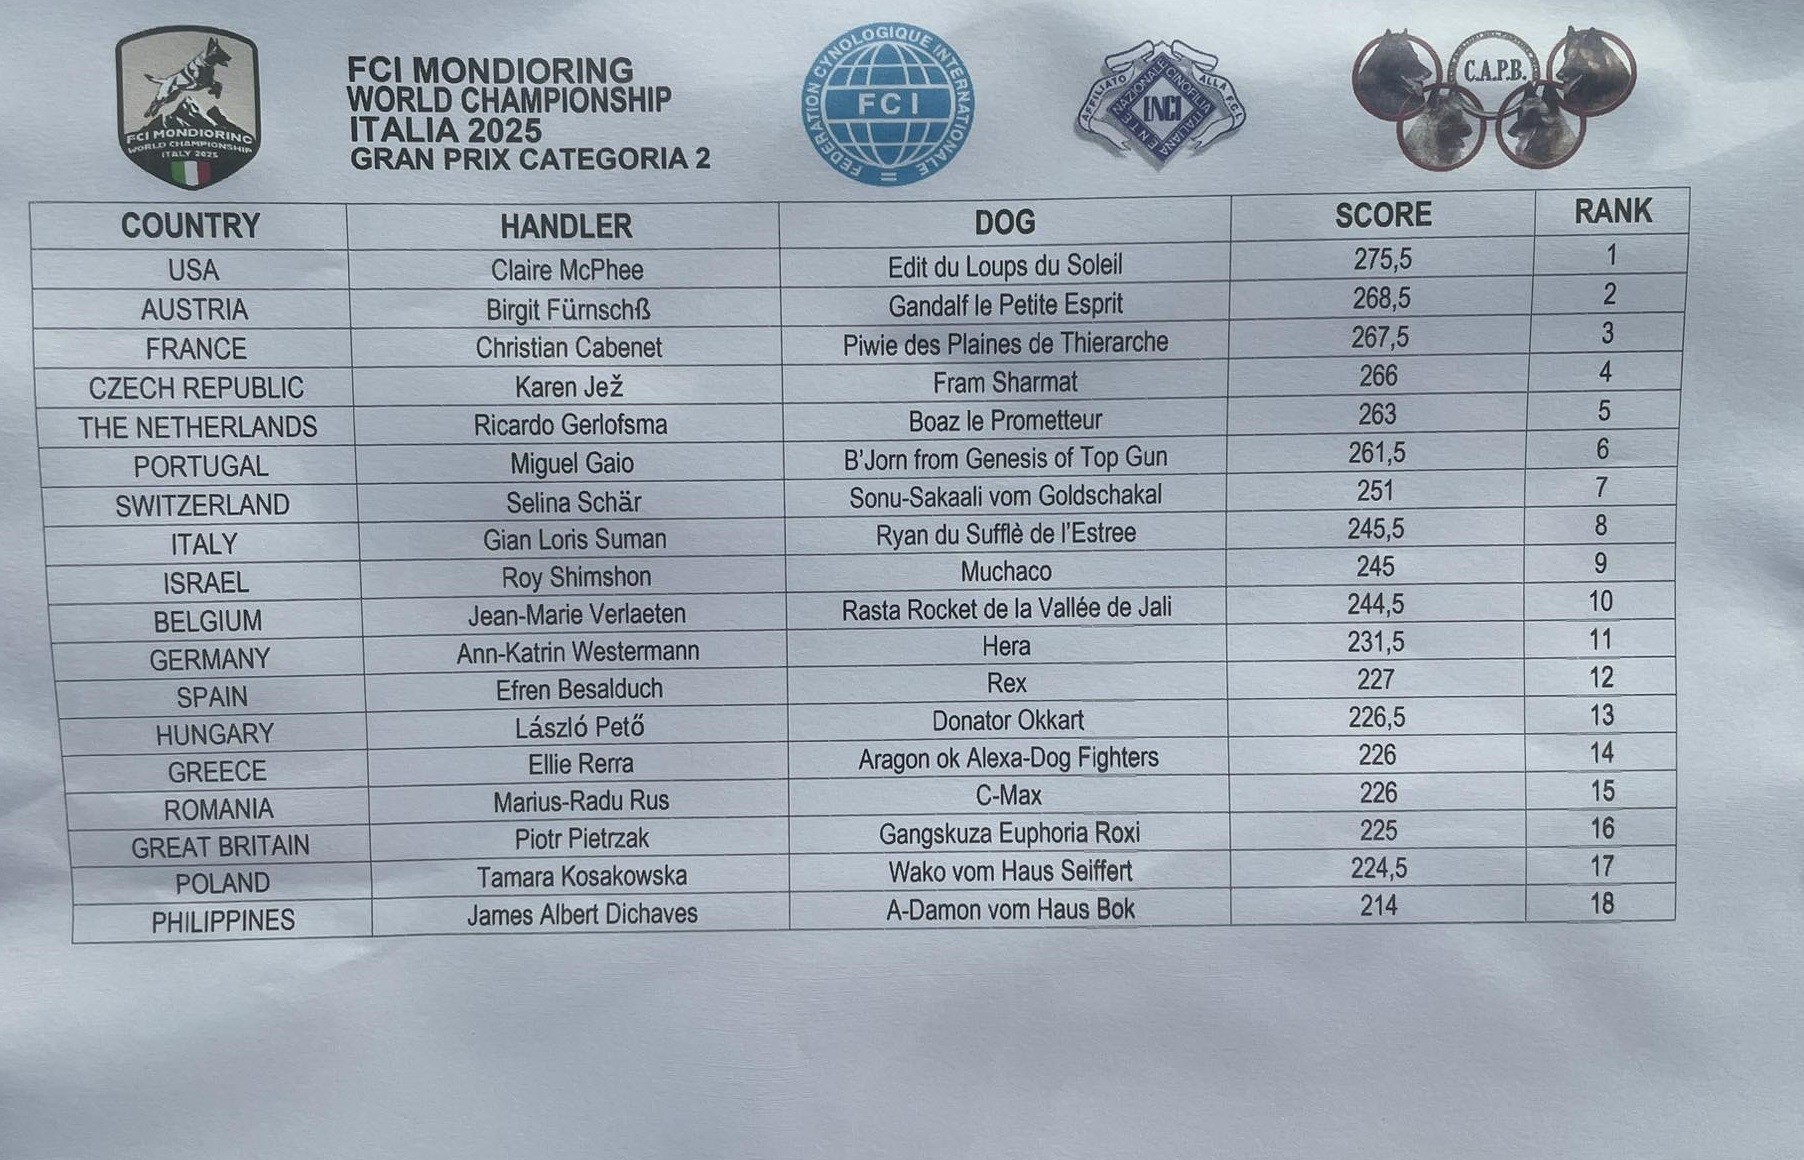 FCI MONDIORING
WORLD CHAMPIONSHIP
ITALY 2025
FCI MONDIORING
WORLD CHAMPIONSHIP
ITALIA 2025
GRAN PRIX CATEGORIA 2
FEDERATION CYNOLOGIQUE INTERNATIONALE
FCI
AFFILIATO ALLA F.C.I.
ENTE NAZIONALE CINOFILIA ITALIANA
ENCI
C.A.P.B.
COUNTRY HANDLER DOG SCORE RANK
USA Claire McPhee Edit du Loups du Soleil 275,5 1
AUSTRIA Birgit Fürnschß Gandalf le Petite Esprit 268,5 2
FRANCE Christian Cabenet Piwie des Plaines de Thierarche 267,5 3
CZECH REPUBLIC Karen Jež Fram Sharmat 266 4
THE NETHERLANDS Ricardo Gerlofsma Boaz le Prometteur 263 5
PORTUGAL Miguel Gaio B'Jorn from Genesis of Top Gun 261,5 6
SWITZERLAND Selina Schär Sonu-Sakaali vom Goldschakal 251 7
ITALY Gian Loris Suman Ryan du Sufflè de l'Estree 245,5 8
ISRAEL Roy Shimshon Muchaco 245 9
BELGIUM Jean-Marie Verlaeten Rasta Rocket de la Vallée de Jali 244,5 10
GERMANY Ann-Katrin Westermann Hera 231,5 11
SPAIN Efren Besalduch Rex 227 12
HUNGARY László Pető Donator Okkart 226,5 13
GREECE Ellie Rerra Aragon ok Alexa-Dog Fighters 226 14
ROMANIA Marius-Radu Rus C-Max 226 15
GREAT BRITAIN Piotr Pietrzak Gangskuza Euphoria Roxi 225 16
POLAND Tamara Kosakowska Wako vom Haus Seiffert 224,5 17
PHILIPPINES James Albert Dichaves A-Damon vom Haus Bok 214 18